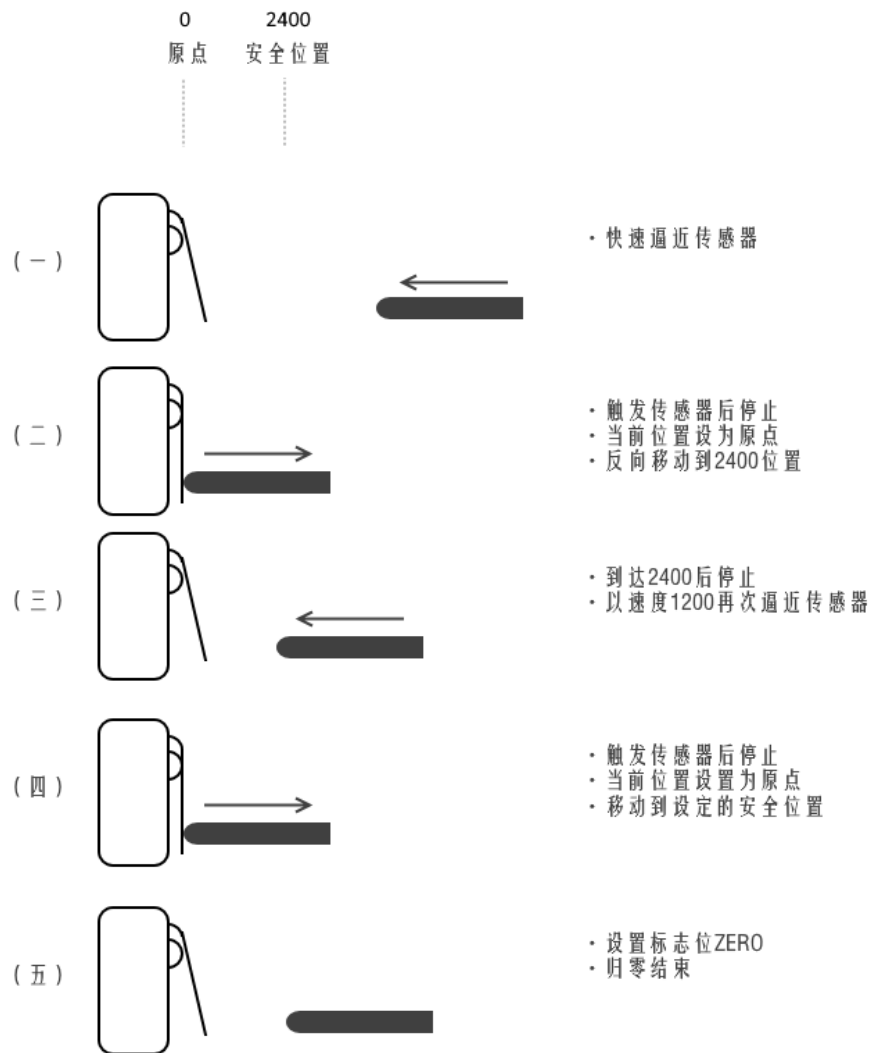 0 2400
原点 安全位置
(一)
· 快速逼近传感器
(二)
· 触发传感器后停止
· 当前位置设为原点
· 反向移动到2400位置
(三)
· 到达2400后停止
· 以速度1200再次逼近传感器
(四)
· 触发传感器后停止
· 当前位置设置为原点
· 移动到设定的安全位置
(五)
· 设置标志位ZERO
· 归零结束